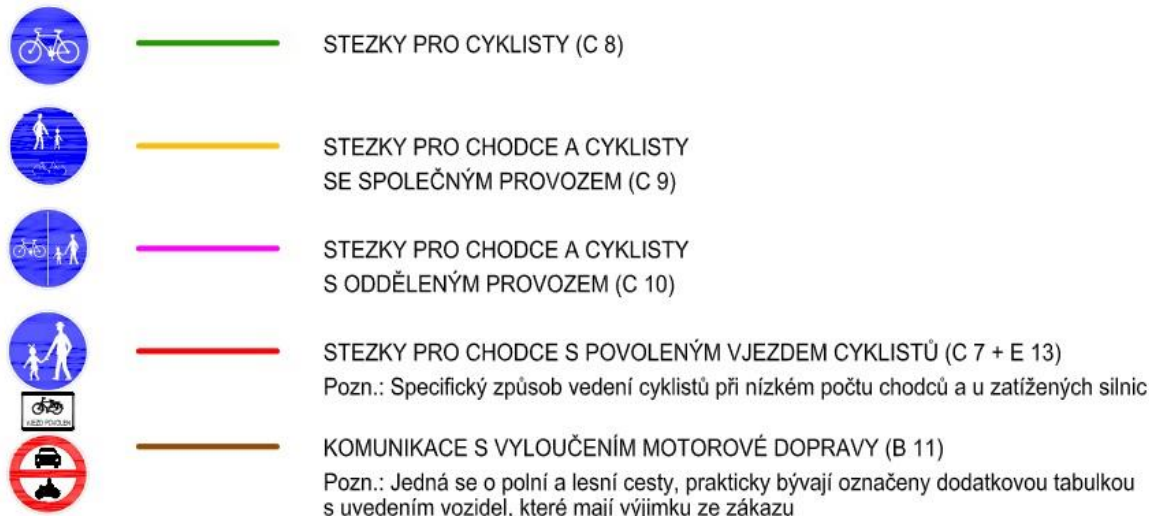 STEZKY PRO CYKLISTY (C 8)
STEZKY PRO CHODCE A CYKLISTY
SE SPOLEČNÝM PROVOZEM (C 9)
STEZKY PRO CHODCE A CYKLISTY
S ODDĚLENÝM PROVOZEM (C 10)
STEZKY PRO CHODCE S POVOLENÝM VJEZDEM CYKLISTŮ (C 7 + E 13)
Pozn.: Specifický způsob vedení cyklistů při nízkém počtu chodců a u zatížených silnic
VJEZD POVOLEN
KOMUNIKACE S VYLOUČENÍM MOTOROVÉ DOPRAVY (B 11)
Pozn.: Jedná se o polní a lesní cesty, prakticky bývají označeny dodatkovou tabulkou
s uvedením vozidel, které mají výjimku ze zákazu